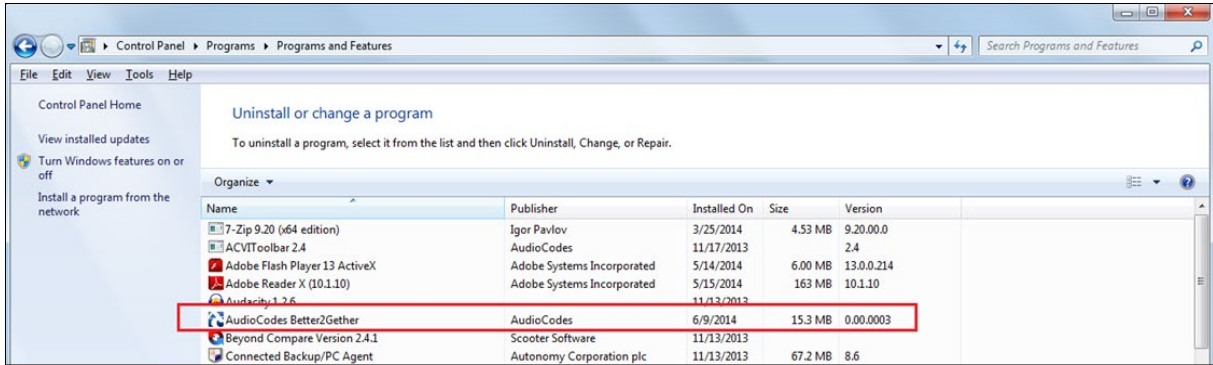 Control Panel ▸ Programs ▸ Programs and Features
Search Programs and Features
File Edit View Tools Help
Control Panel Home
View installed updates
Turn Windows features on or
off
Install a program from the
network
Uninstall or change a program
To uninstall a program, select it from the list and then click Uninstall, Change, or Repair.
Organize
Name Publisher Installed On Size Version
7-Zip 9.20 (x64 edition) Igor Pavlov 3/25/2014 4.53 MB 9.20.00.0
ACVIToolbar 2.4 AudioCodes 11/17/2013 2.4
Adobe Flash Player 13 ActiveX Adobe Systems Incorporated 5/14/2014 6.00 MB 13.0.0.214
Adobe Reader X (10.1.10) Adobe Systems Incorporated 5/15/2014 163 MB 10.1.10
Audacity 1.2.6 11/13/2013
AudioCodes Better2Gether AudioCodes 6/9/2014 15.3 MB 0.00.0003
Beyond Compare Version 2.4.1 Scooter Software 11/13/2013
Connected Backup/PC Agent Autonomy Corporation plc 11/13/2013 67.2 MB 8.6